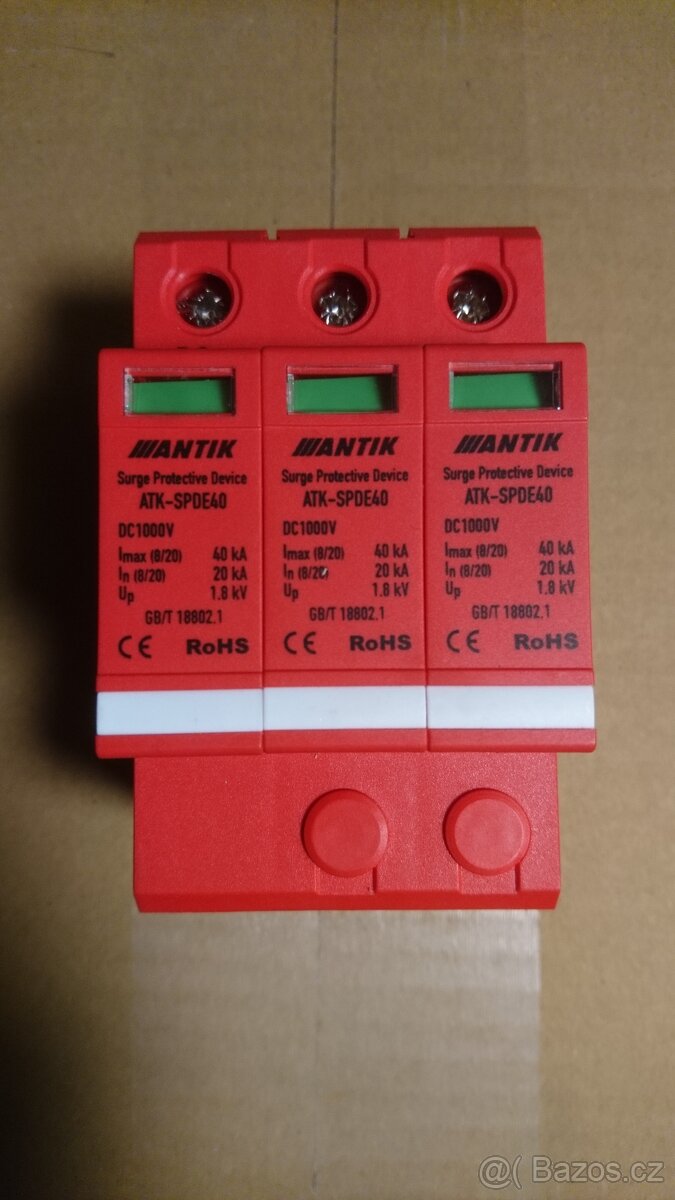 ANTIK
Surge Protective Device
ATK-SPDE40
DC1000V
Imax (8/20) 40 kA
In (8/20) 20 kA
Up 1.8 kV
GB/T 18802.1
CE RoHS
ANTIK
Surge Protective Device
ATK-SPDE40
DC1000V
Imax (8/20) 40 kA
In (8/20) 20 kA
Up 1.8 kV
GB/T 18802.1
CE RoHS
ANTIK
Surge Protective Device
ATK-SPDE40
DC1000V
Imax (8/20) 40 kA
In (8/20) 20 kA
Up 1.8 kV
GB/T 18802.1
CE RoHS
@( Bazos.cz